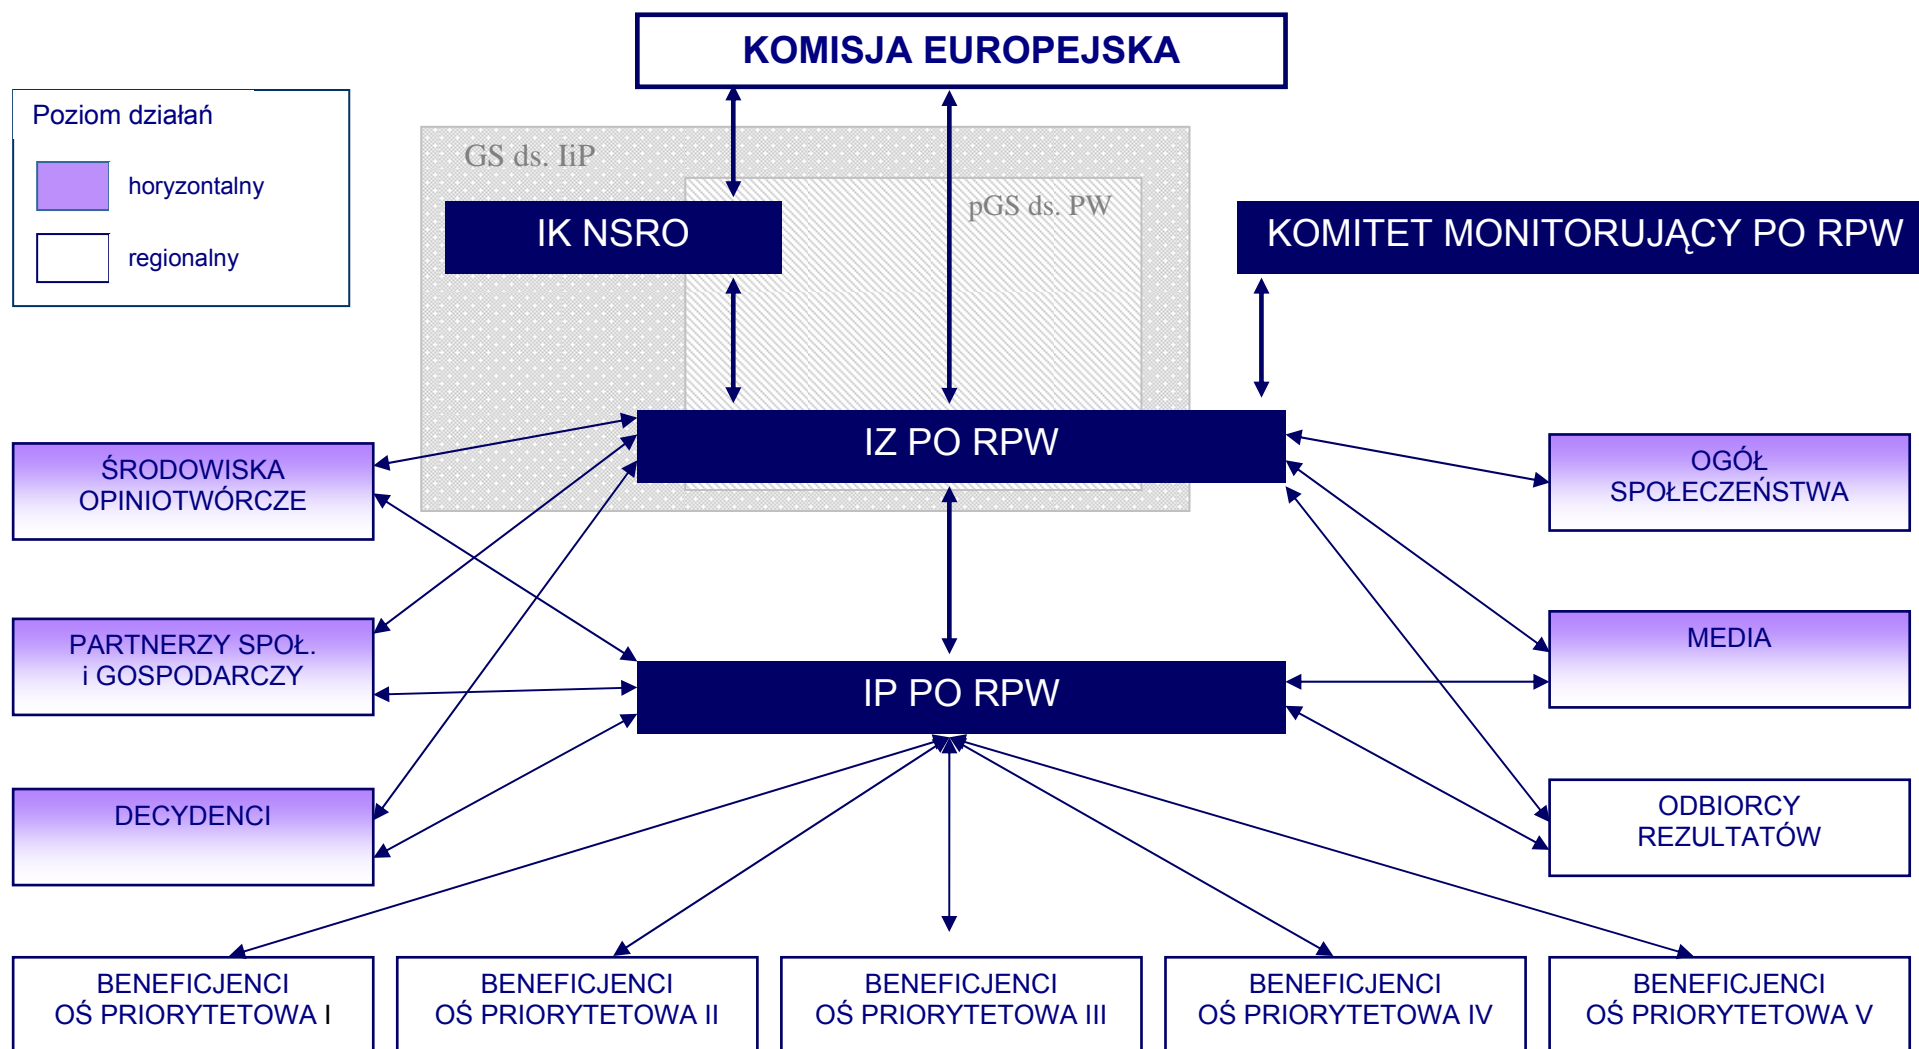 KOMISJA EUROPEJSKA
Poziom działań
horyzontalny
regionalny
GS ds. IiP
pGS ds. PW
IK NSRO
KOMITET MONITORUJĄCY PO RPW
IZ PO RPW
ŚRODOWISKA
OPINIOTWÓRCZE
OGÓŁ
SPOŁECZEŃSTWA
PARTNERZY SPOŁ.
i GOSPODARCZY
MEDIA
IP PO RPW
DECYDENCI
ODBIORCY
REZULTATÓW
BENEFICJENCI
OŚ PRIORYTETOWA I
BENEFICJENCI
OŚ PRIORYTETOWA II
BENEFICJENCI
OŚ PRIORYTETOWA III
BENEFICJENCI
OŚ PRIORYTETOWA IV
BENEFICJENCI
OŚ PRIORYTETOWA V